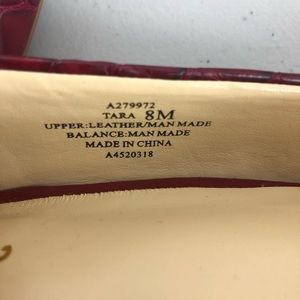 A279972
TARA 8M
UPPER:LEATHER/MAN MADE
BALANCE:MAN MADE
MADE IN CHINA
A4520318